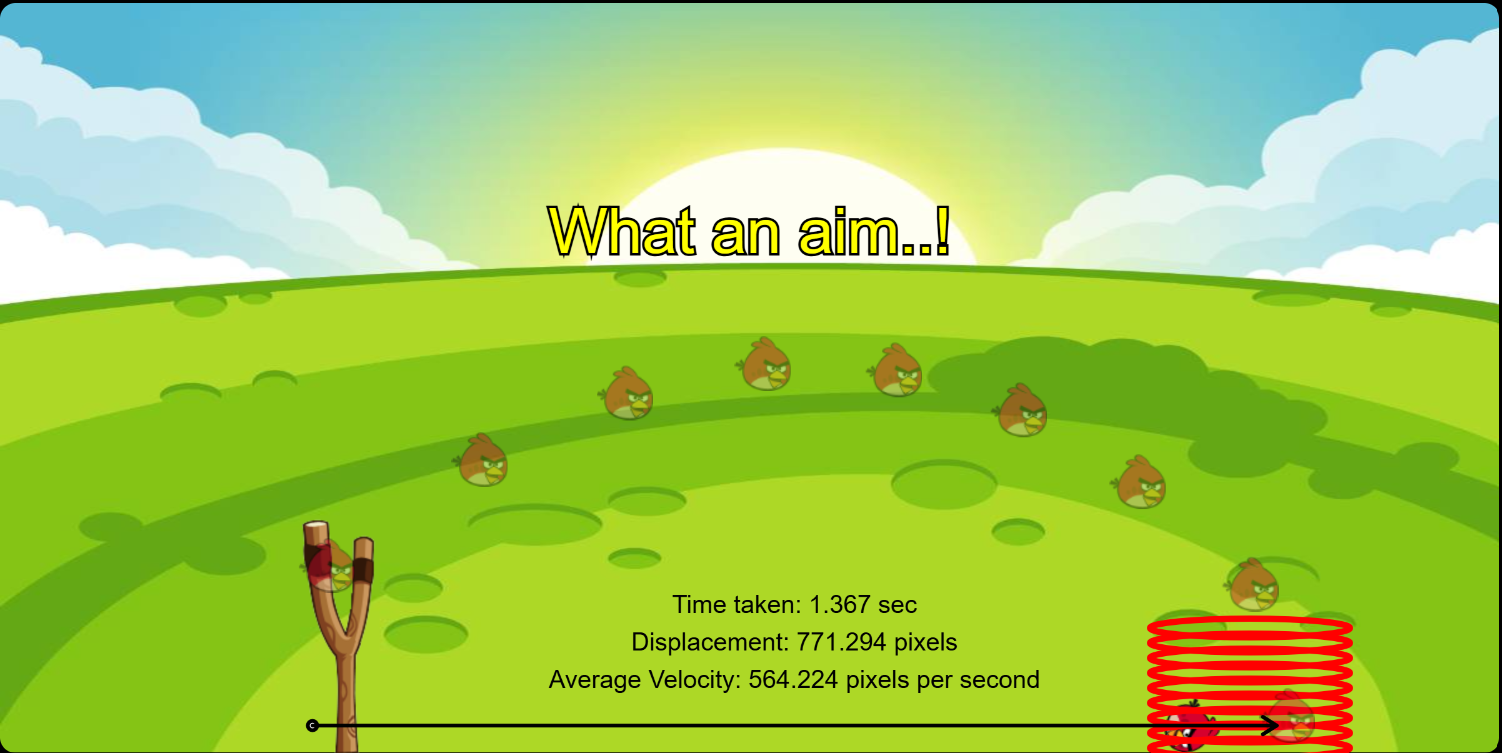 What an aim..!
Time taken: 1.367 sec
Displacement: 771.294 pixels
Average Velocity: 564.224 pixels per second
c